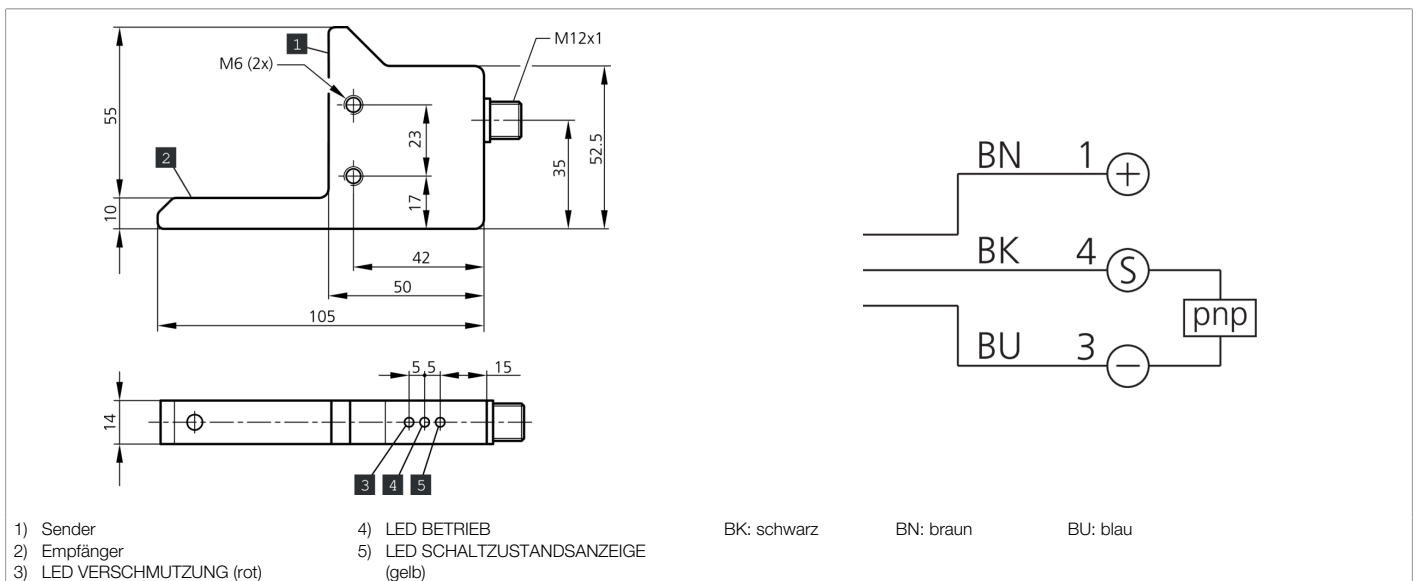 1
M12x1
M6 (2x)
55
23
52.5
35
2
17
10
42
50
105
5 5
15
14
3 4 5
BN 1 +
BK 4 S
pnp
BU 3 −
1) Sender
2) Empfänger
3) LED VERSCHMUTZUNG (rot)
4) LED BETRIEB
5) LED SCHALTZUSTANDSANZEIGE
(gelb)
BK: schwarz
BN: braun
BU: blau